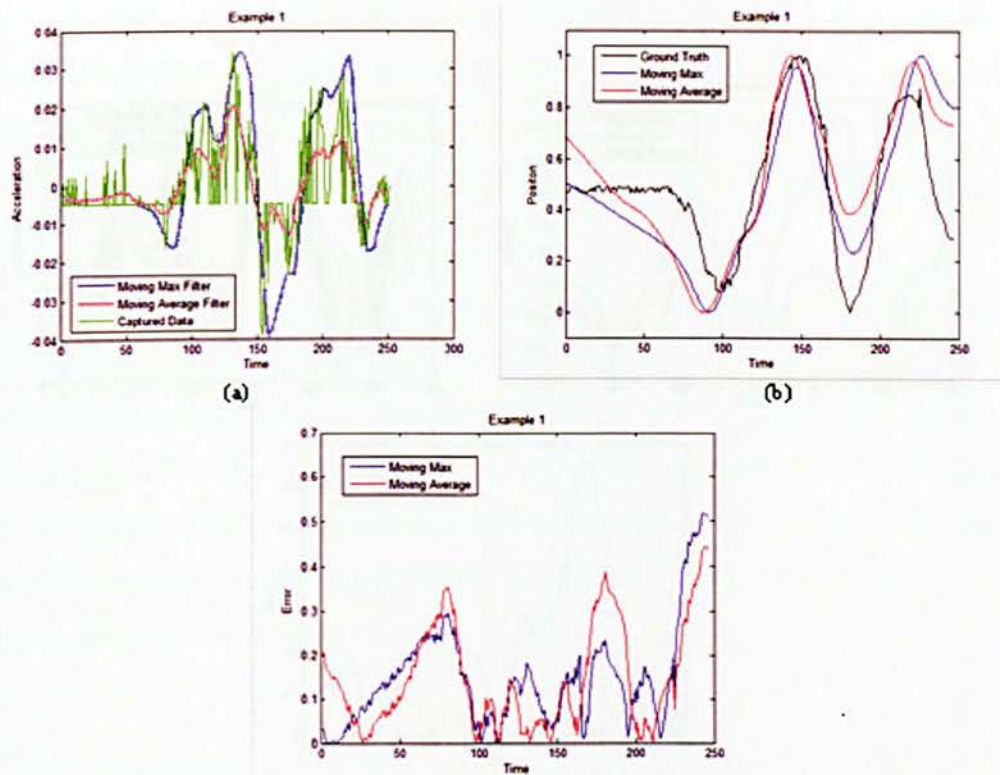 Example 1
0.04
0.03
0.02
0.01
0
-0.01
-0.02
-0.03
-0.04
Acceleration
Moving Max Filter
Moving Average Filter
Captured Data
0 50 100 150 200 250 300
Time
(a)
Example 1
1
0.8
0.6
0.4
0.2
0
Positon
Ground Truth
Moving Max
Moving Average
0 50 100 150 200 250
Time
(b)
Example 1
0.7
0.6
0.5
0.4
0.3
0.2
0.1
0
Error
Moving Max
Moving Average
0 50 100 150 200 250
Time